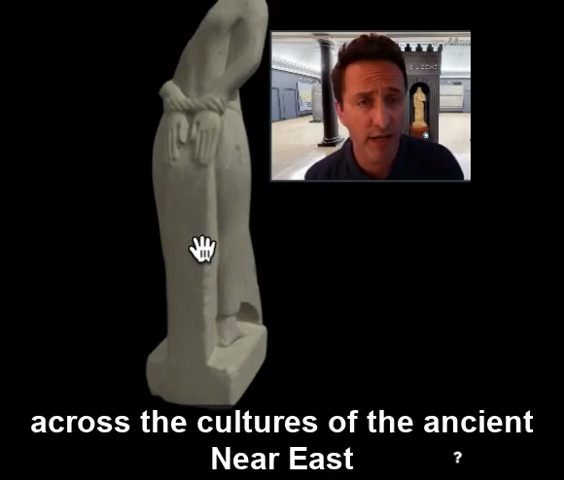 across the cultures of the ancient
Near East
?